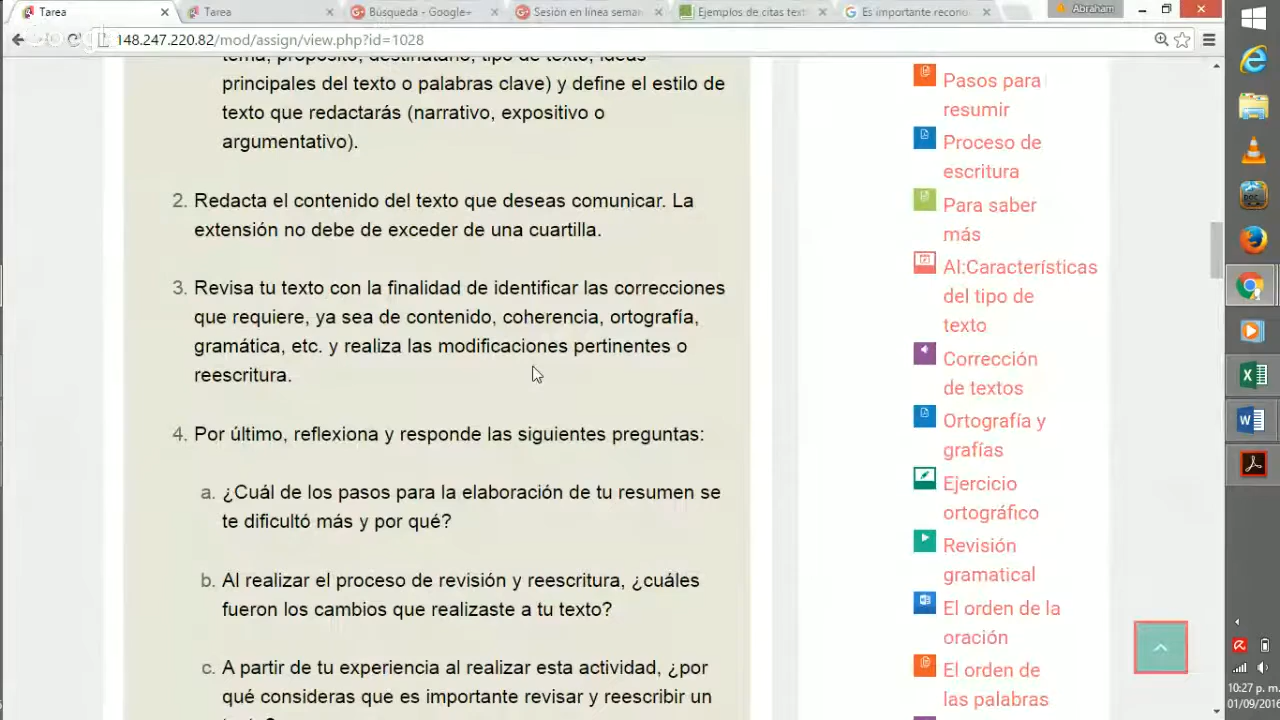 Tarea
Tarea
Búsqueda - Google+
Sesión en línea seman
Ejemplos de citas text
Es importante recono
Abraham
148.247.220.82/mod/assign/view.php?id=1028
tema, propósito, destinatario, tipo de texto, ideas
principales del texto o palabras clave) y define el estilo de
texto que redactarás (narrativo, expositivo o
argumentativo).
2. Redacta el contenido del texto que deseas comunicar. La
extensión no debe de exceder de una cuartilla.
3. Revisa tu texto con la finalidad de identificar las correcciones
que requiere, ya sea de contenido, coherencia, ortografía,
gramática, etc. y realiza las modificaciones pertinentes o
reescritura.
4. Por último, reflexiona y responde las siguientes preguntas:
a. ¿Cuál de los pasos para la elaboración de tu resumen se
te dificultó más y por qué?
b. Al realizar el proceso de revisión y reescritura, ¿cuáles
fueron los cambios que realizaste a tu texto?
c. A partir de tu experiencia al realizar esta actividad, ¿por
qué consideras que es importante revisar y reescribir un
Pasos para
resumir
Proceso de
escritura
Para saber
más
AI:Características
del tipo de
texto
Corrección
de textos
Ortografía y
grafías
Ejercicio
ortográfico
Revisión
gramatical
El orden de la
oración
El orden de
las palabras
10:27 p. m.
01/09/2016